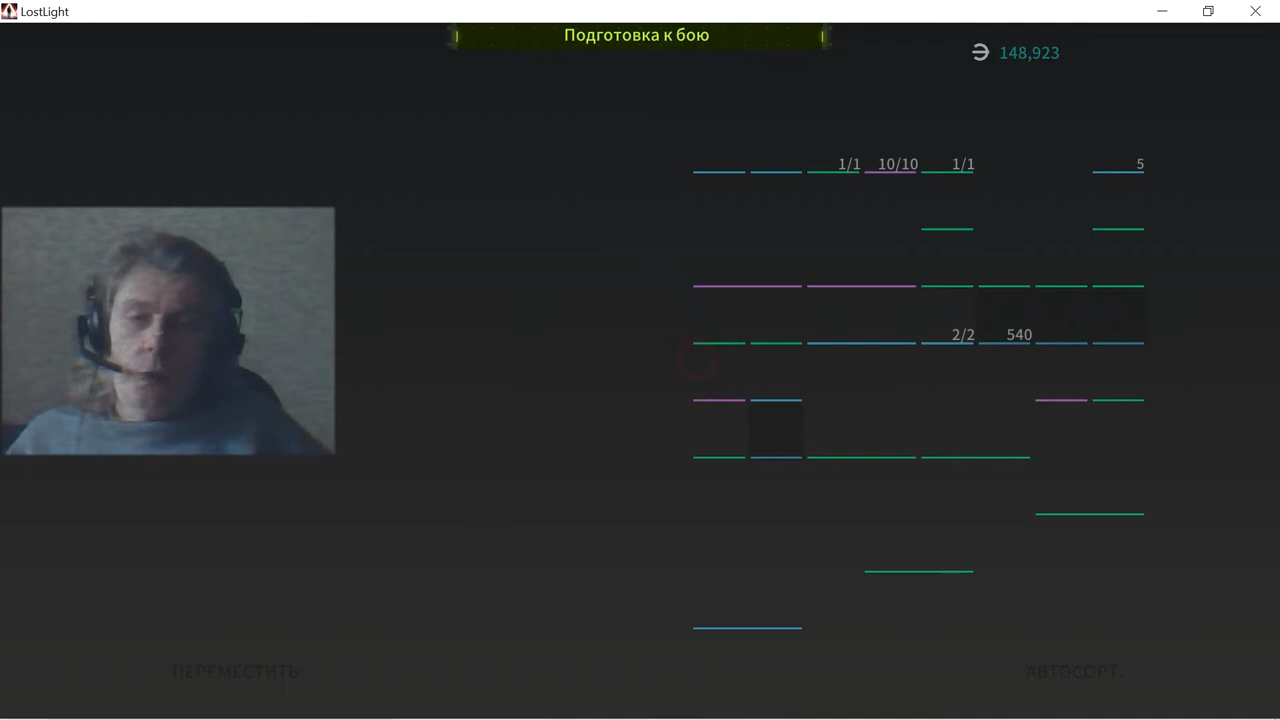 LostLight
Подготовка к бою
148,923
1/1 10/10 1/1 5
2/2 540
ПЕРЕМЕСТИТЬ АВТОСОРТ.